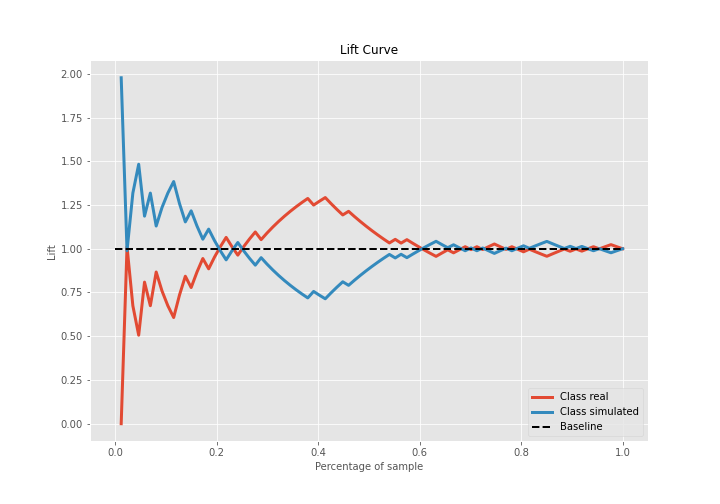 Lift Curve
2.00
1.75
1.50
1.25
1.00
0.75
0.50
0.25
0.00
Lift
0.0 0.2 0.4 0.6 0.8 1.0
Percentage of sample
Class real
Class simulated
Baseline